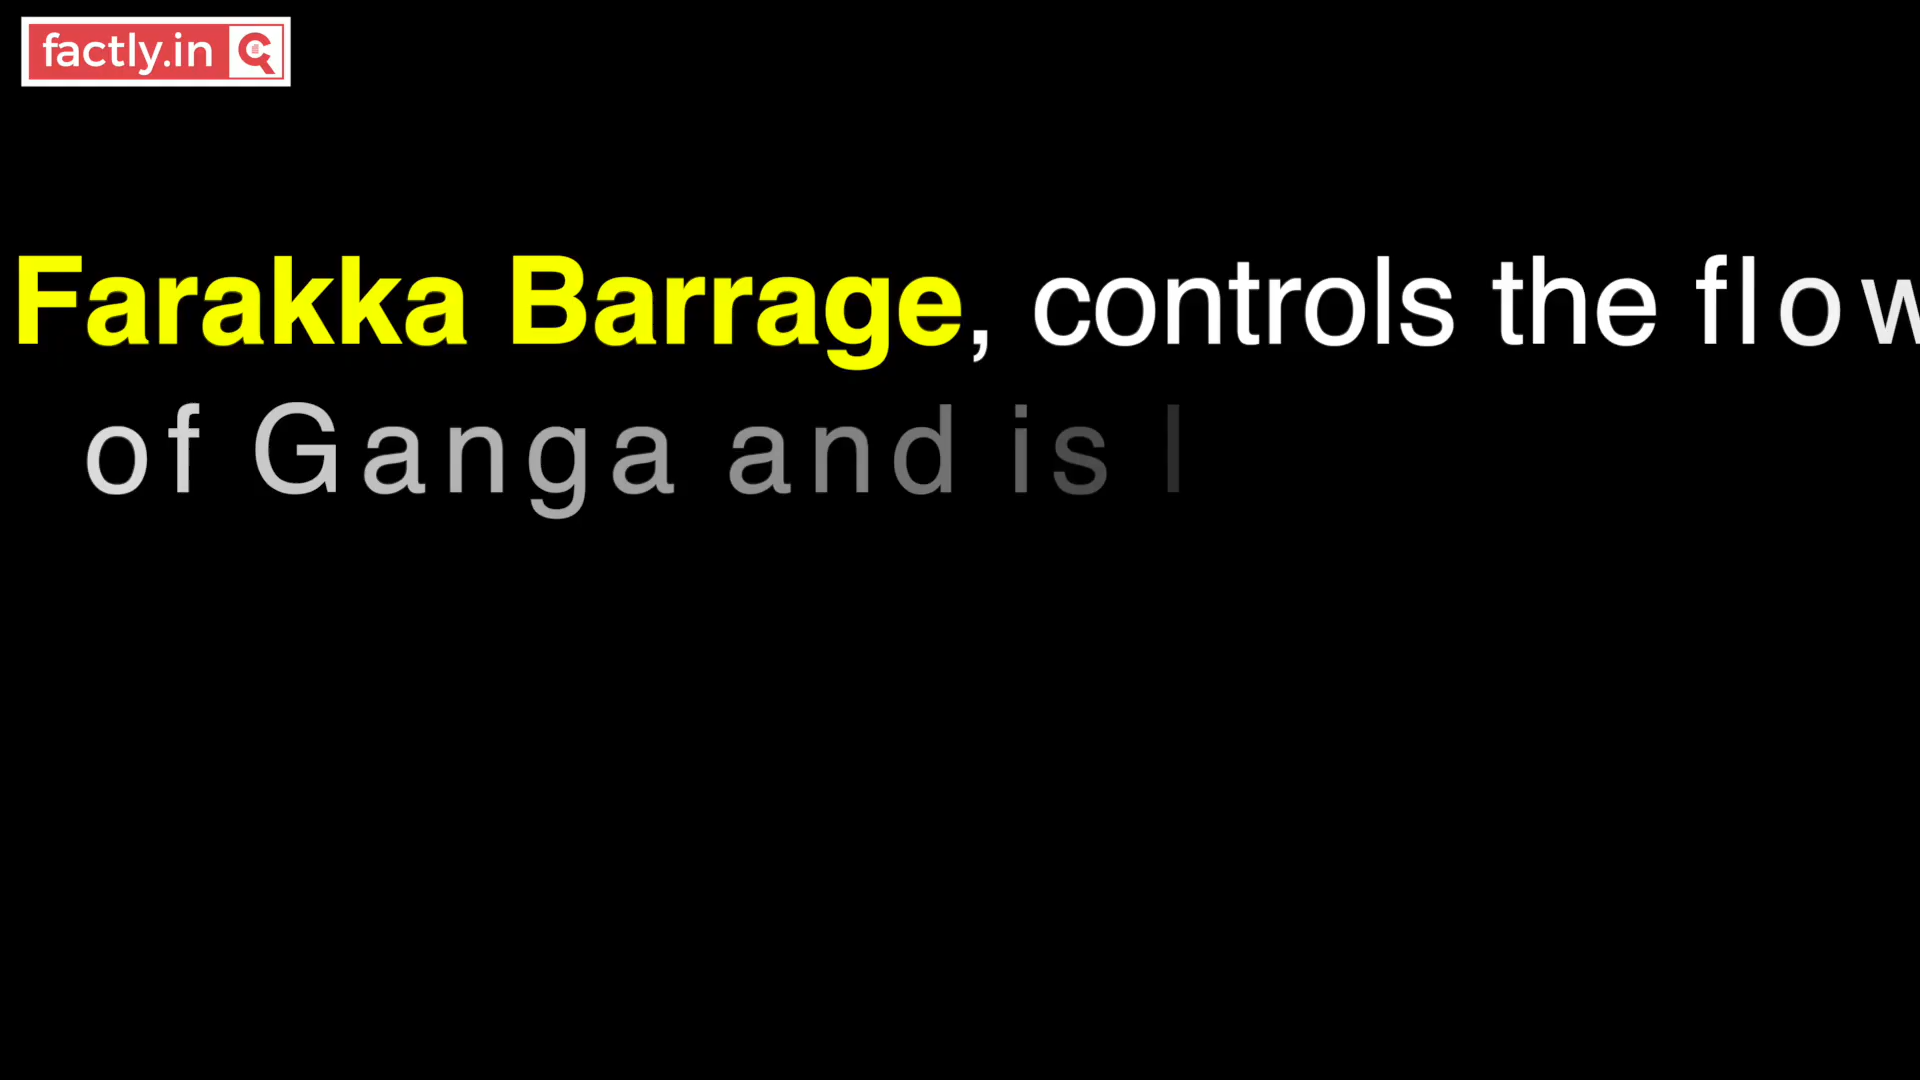 factly.in
Farakka Barrage, controls the flow
of Ganga and is l